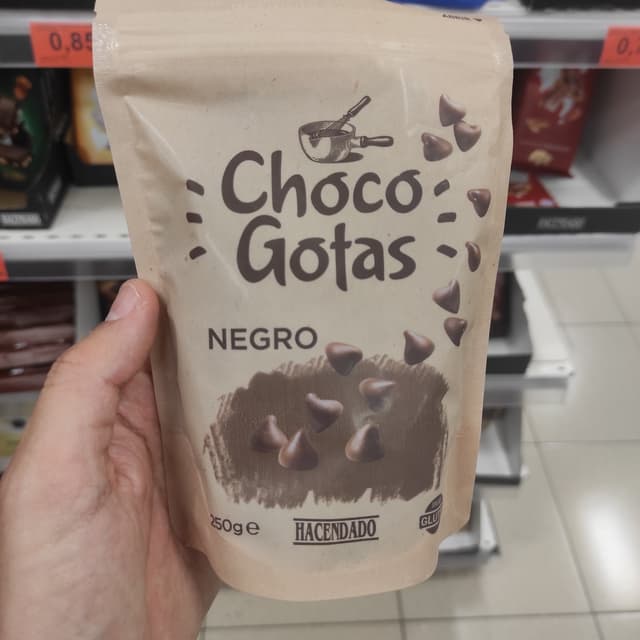 0,85
Choco
Gotas
NEGRO
250g e
HACENDADO